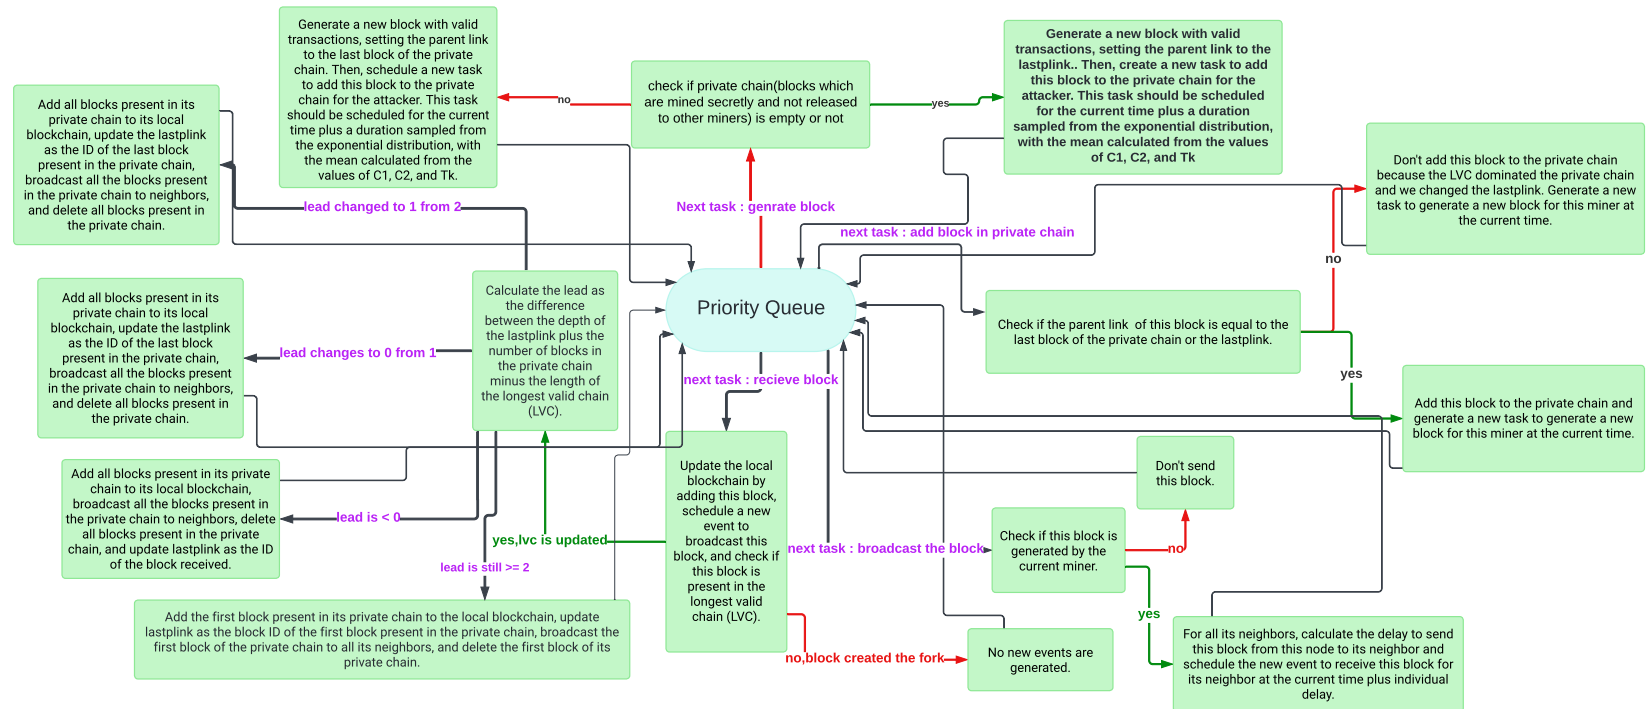 Generate a new block with valid
transactions, setting the parent link
to the last block of the private
chain. Then, schedule a new task
to add this block to the private
chain for the attacker. This task
should be scheduled for the current
time plus a duration sampled from
the exponential distribution, with
the mean calculated from the
values of C1, C2, and Tk.
no
check if private chain(blocks which
are mined secretly and not released
to other miners) is empty or not
yes
Generate a new block with valid
transactions, setting the parent link to the
lastplink.. Then, create a new task to add
this block to the private chain for the
attacker. This task should be scheduled
for the current time plus a duration
sampled from the exponential distribution,
with the mean calculated from the values
of C1, C2, and Tk
Add all blocks present in its
private chain to its local
blockchain, update the lastplink
as the ID of the last block
present in the private chain,
broadcast all the blocks present
in the private chain to neighbors,
and delete all blocks present in
the private chain.
lead changed to 1 from 2
Next task : genrate block
next task : add block in private chain
Don't add this block to the private chain
because the LVC dominated the private chain
and we changed the lastplink. Generate a new
task to generate a new block for this miner at
the current time.
no
Priority Queue
Check if the parent link of this block is equal to the
last block of the private chain or the lastplink.
yes
Add this block to the private chain and
generate a new task to generate a new
block for this miner at the current time.
Add all blocks present in its
private chain to its local
blockchain, update the lastplink
as the ID of the last block
present in the private chain,
broadcast all the blocks present
in the private chain to neighbors,
and delete all blocks present in
the private chain.
lead changes to 0 from 1
Calculate the lead as
the difference
between the depth of
the lastplink plus the
number of blocks in
the private chain
minus the length of
the longest valid chain
(LVC).
next task : recieve block
Add all blocks present in its private
chain to its local blockchain,
broadcast all the blocks present in
the private chain to neighbors, delete
all blocks present in the private
chain, and update lastplink as the ID
of the block received.
lead is < 0
yes,lvc is updated
lead is still >= 2
Update the local
blockchain by
adding this block,
schedule a new
event to
broadcast this
block, and check if
this block is
present in the
longest valid
chain (LVC).
next task : broadcast the block
Check if this block is
generated by the
current miner.
no
Don't send
this block.
yes
Add the first block present in its private chain to the local blockchain, update
lastplink as the block ID of the first block present in the private chain, broadcast the
first block of the private chain to all its neighbors, and delete the first block of its
private chain.
no,block created the fork
No new events are
generated.
For all its neighbors, calculate the delay to send
this block from this node to its neighbor and
schedule the new event to receive this block for
its neighbor at the current time plus individual
delay.